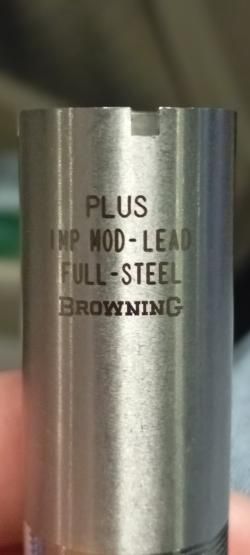 PLUS
IMP MOD-LEAD
FULL-STEEL
BROWNING